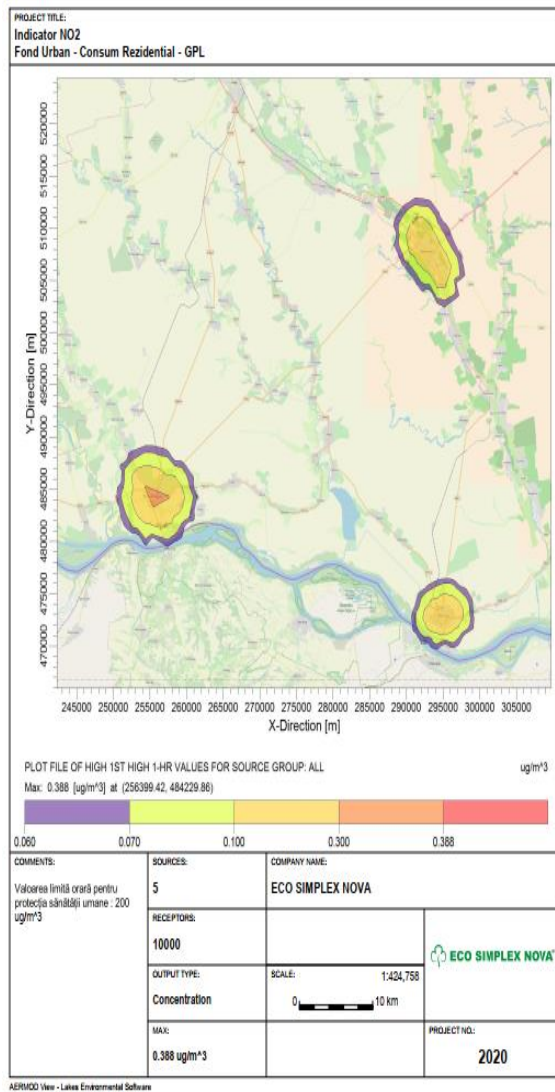 PROJECT TITLE:
Indicator NO2
Fond Urban - Consum Rezidential - GPL
Y-Direction [m]
520000
515000
510000
505000
500000
495000
490000
485000
480000
475000
470000
245000 250000 255000 260000 265000 270000 275000 280000 285000 290000 295000 300000 305000
X-Direction [m]
PLOT FILE OF HIGH 1ST HIGH 1-HR VALUES FOR SOURCE GROUP: ALL ug/m^3
Max: 0.388 [ug/m^3] at (256399.42, 484229.86)
0.060 0.070 0.100 0.300 0.388
COMMENTS:
Valoarea limită orară pentru
protecția sănătății umane : 200
ug/m^3
SOURCES:
5
COMPANY NAME:
ECO SIMPLEX NOVA
RECEPTORS:
10000
OUTPUT TYPE:
Concentration
SCALE: 1:424,758
0 10 km
ECO SIMPLEX NOVA
MAX:
0.388 ug/m^3
PROJECT NO.:
2020
AERMOD View - Lakes Environmental Software